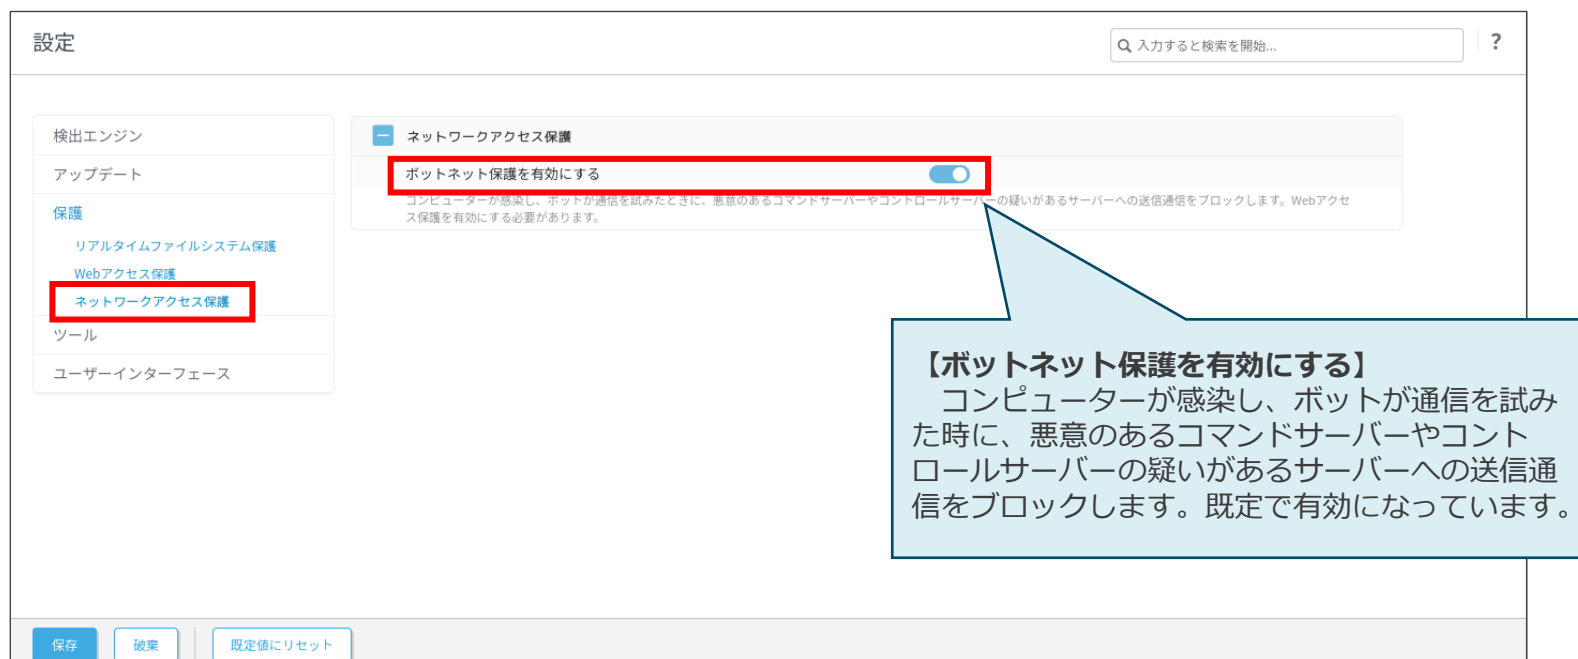 設定
入力すると検索を開始...
?
検出エンジン
アップデート
保護
リアルタイムファイルシステム保護
Webアクセス保護
ネットワークアクセス保護
ツール
ユーザーインターフェース
ネットワークアクセス保護
ボットネット保護を有効にする
コンピューターが感染し、ボットが通信を試みたときに、悪意のあるコマンドサーバーやコントロールサーバーの疑いがあるサーバーへの送信通信をブロックします。Webアクセ
ス保護を有効にする必要があります。
【ボットネット保護を有効にする】
コンピューターが感染し、ボットが通信を試み
た時に、悪意のあるコマンドサーバーやコント
ロールサーバーの疑いがあるサーバーへの送信通
信をブロックします。既定で有効になっています。
保存
破棄
既定値にリセット